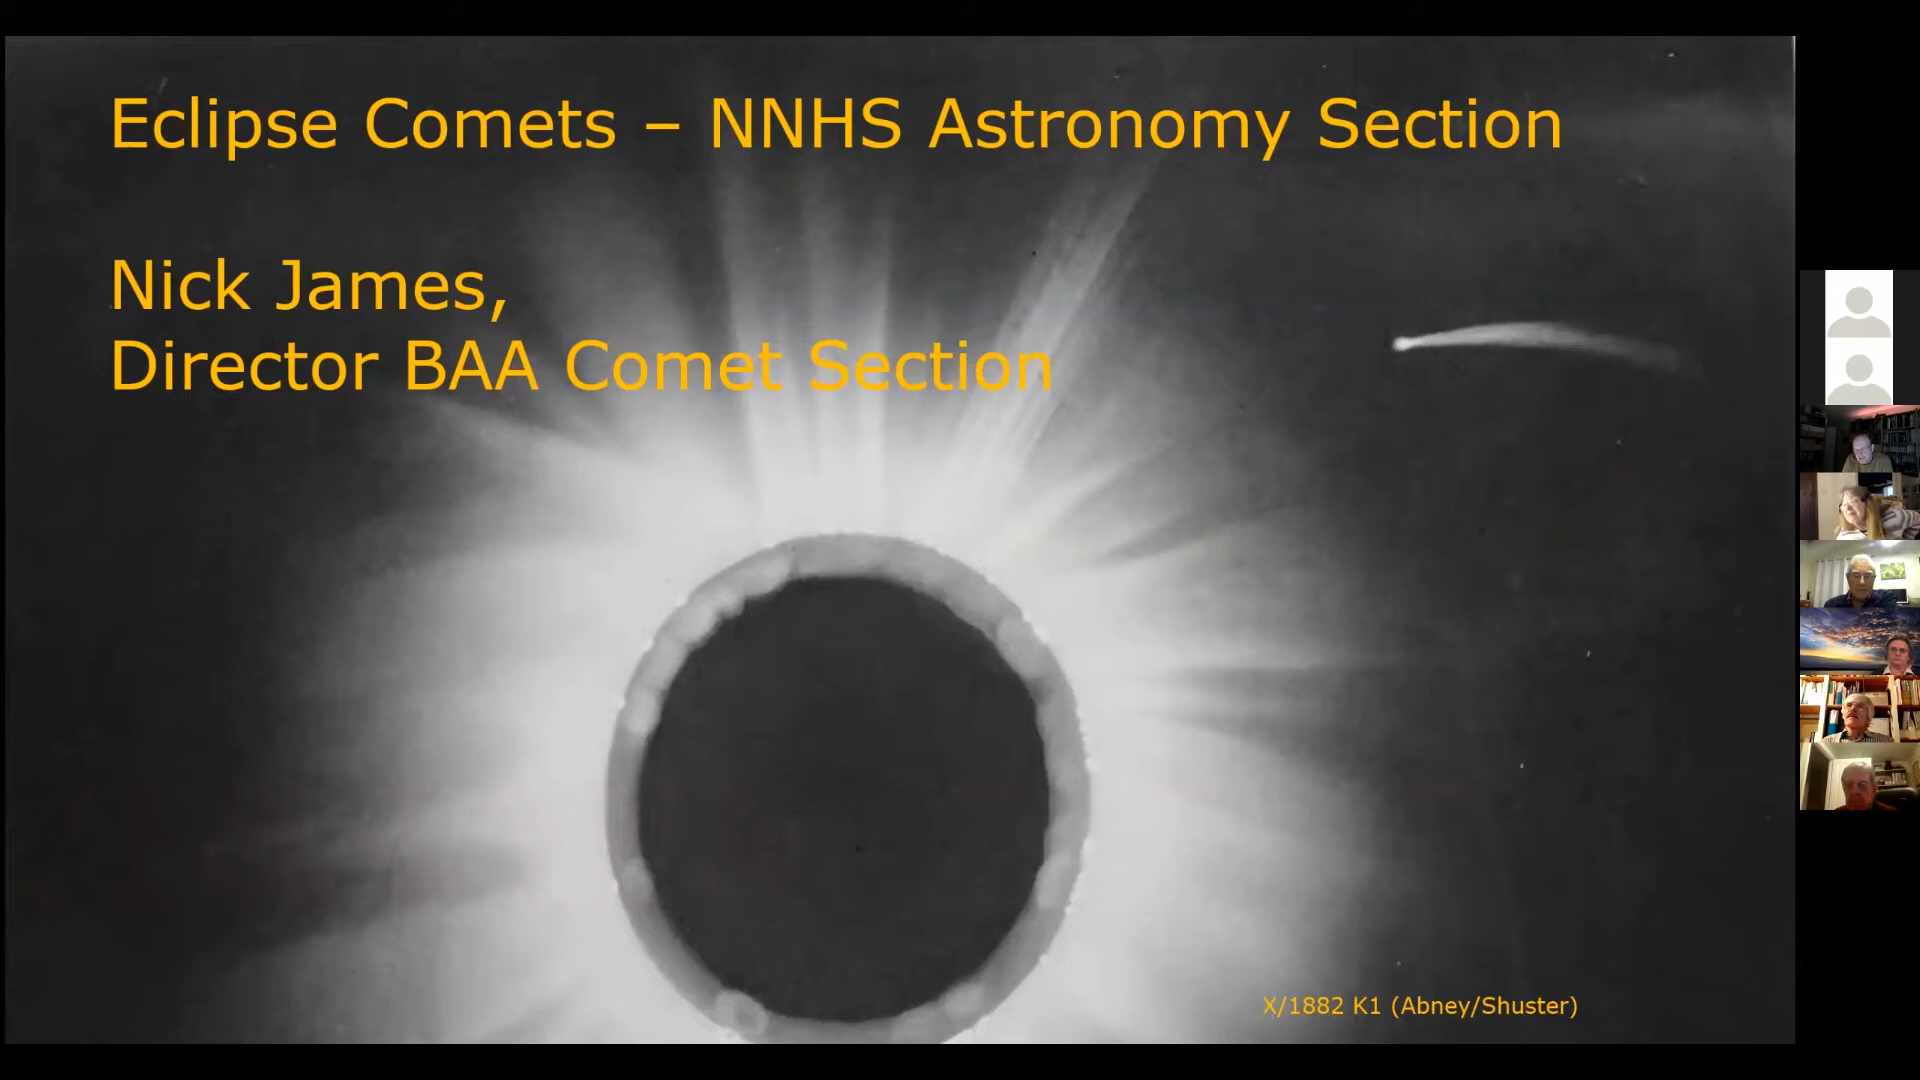 Eclipse Comets – NNHS Astronomy Section
Nick James,
Director BAA Comet Section
X/1882 K1 (Abney/Shuster)